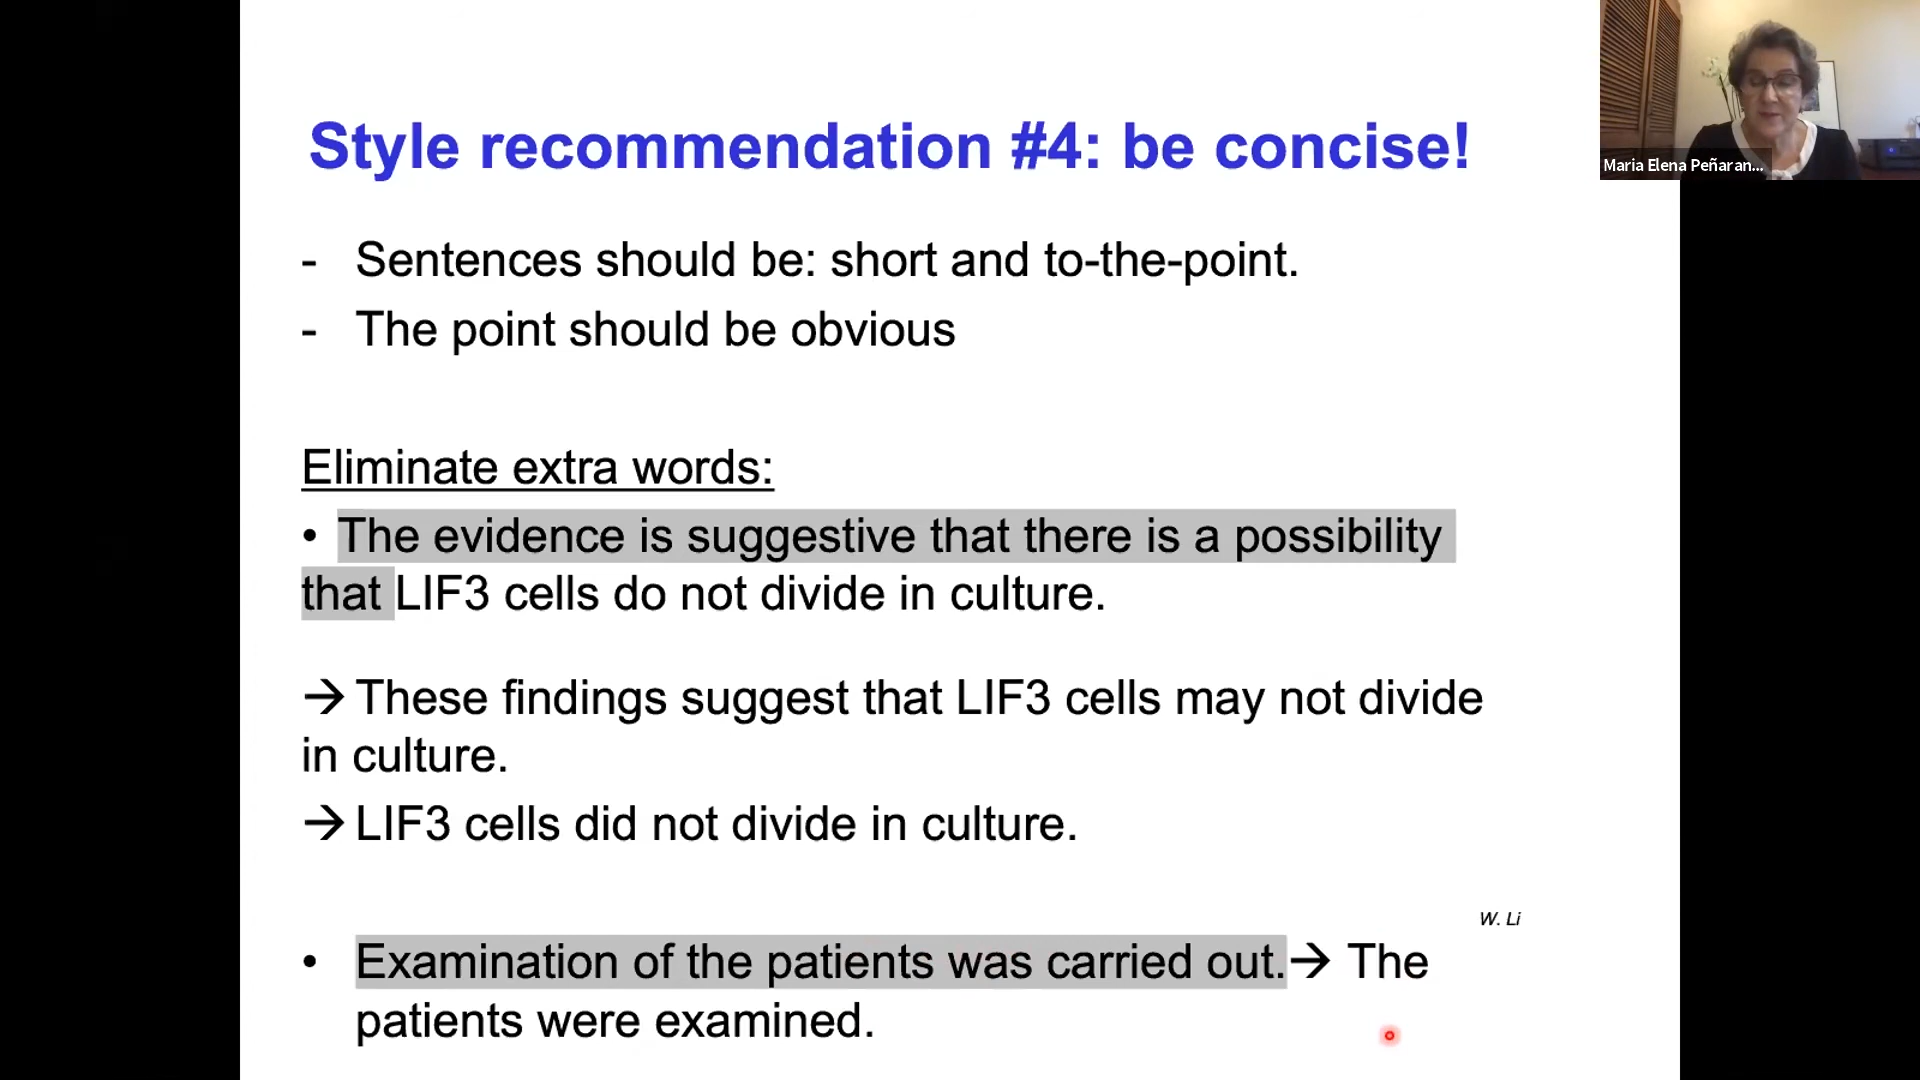 Style recommendation #4: be concise!
Maria Elena Peñaran...
- Sentences should be: short and to-the-point.
- The point should be obvious
Eliminate extra words:
• The evidence is suggestive that there is a possibility
that LIF3 cells do not divide in culture.
→ These findings suggest that LIF3 cells may not divide
in culture.
→ LIF3 cells did not divide in culture.
W. Li
• Examination of the patients was carried out.→ The
patients were examined.